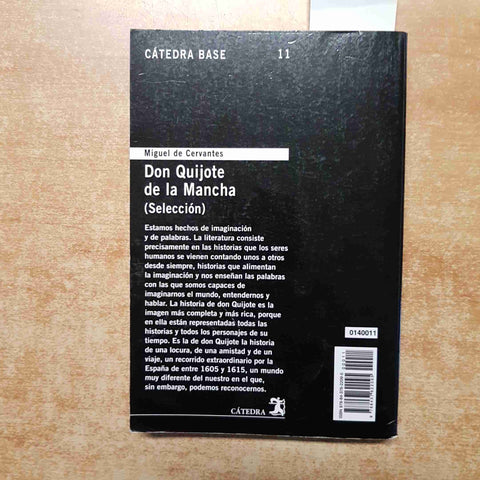 CÁTEDRA BASE 11
Miguel de Cervantes
Don Quijote
de la Mancha
(Selección)
Estamos hechos de imaginación
y de palabras. La literatura consiste
precisamente en las historias que los seres
humanos se vienen contando unos a otros
desde siempre, historias que alimentan
la imaginación y nos enseñan las palabras
con las que somos capaces de
imaginarnos el mundo, entendernos y
hablar. La historia de don Quijote es la
imagen más completa y más rica, porque
en ella están representadas todas las
historias y todos los personajes de su
tiempo. Es la de don Quijote la historia
de una locura, de una amistad y de un
viaje, un recorrido extraordinario por la
España de entre 1605 y 1615, un mundo
muy diferente del nuestro en el que,
sin embargo, podemos reconocernos.
CÁTEDRA
0140011